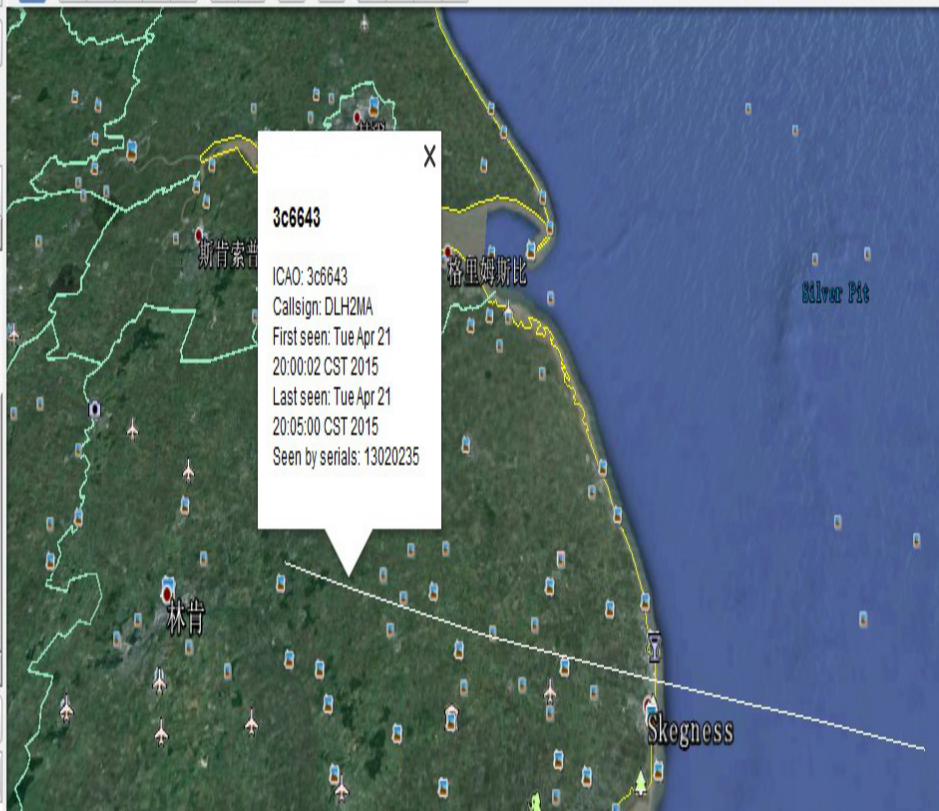 斯肯索普
格里姆斯比
Silver Pit
3c6643
ICAO: 3c6643
Callsign: DLH2MA
First seen: Tue Apr 21
20:00:02 CST 2015
Last seen: Tue Apr 21
20:05:00 CST 2015
Seen by serials: 13020235
林肯
Skegness